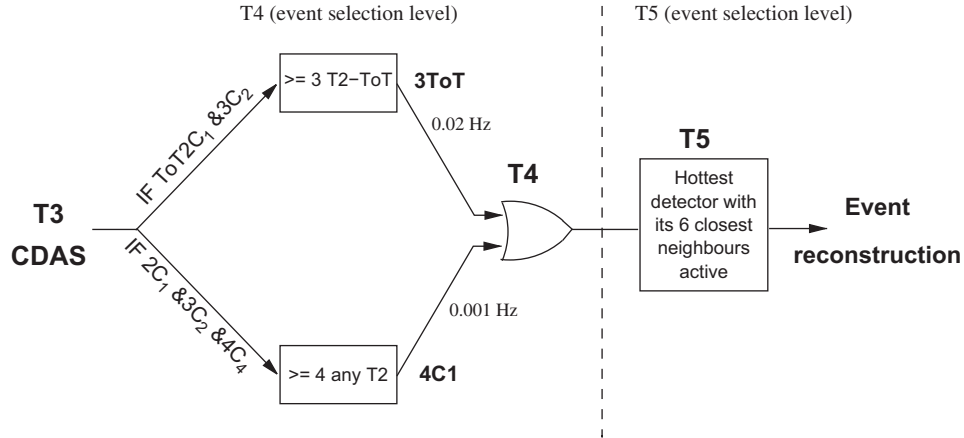 T4 (event selection level)
T5 (event selection level)
>= 3 T2−ToT
3ToT
IF ToT2C₁ &3C₂
0.02 Hz
T3
CDAS
T4
T5
Hottest
detector with
its 6 closest
neighbours
active
Event
reconstruction
IF 2C₁ &3C₂ &4C₄
0.001 Hz
>= 4 any T2
4C1